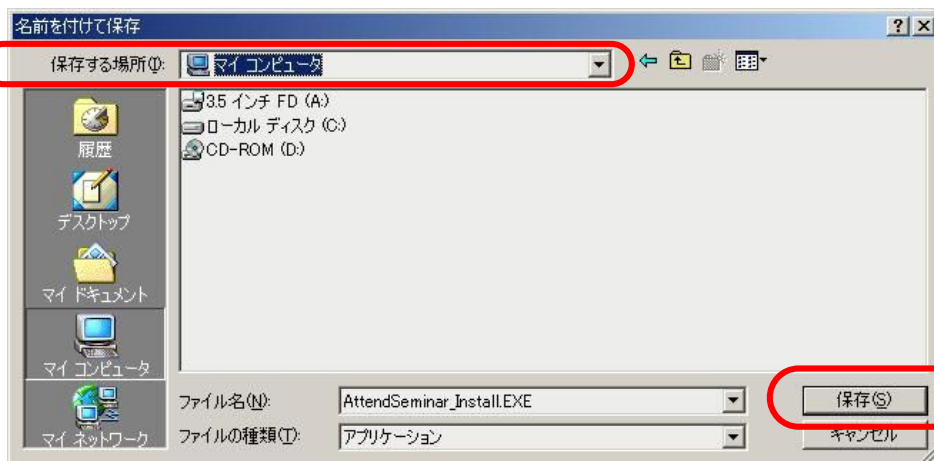 名前を付けて保存
保存する場所(I):
マイ コンピュータ
3.5 インチ FD (A:)
ローカル ディスク (C:)
CD-ROM (D:)
履歴
デスクトップ
マイ ドキュメント
マイ コンピュータ
マイ ネットワーク
ファイル名(N):
AttendSeminar_Install.EXE
保存(S)
ファイルの種類(T):
アプリケーション
キャンセル